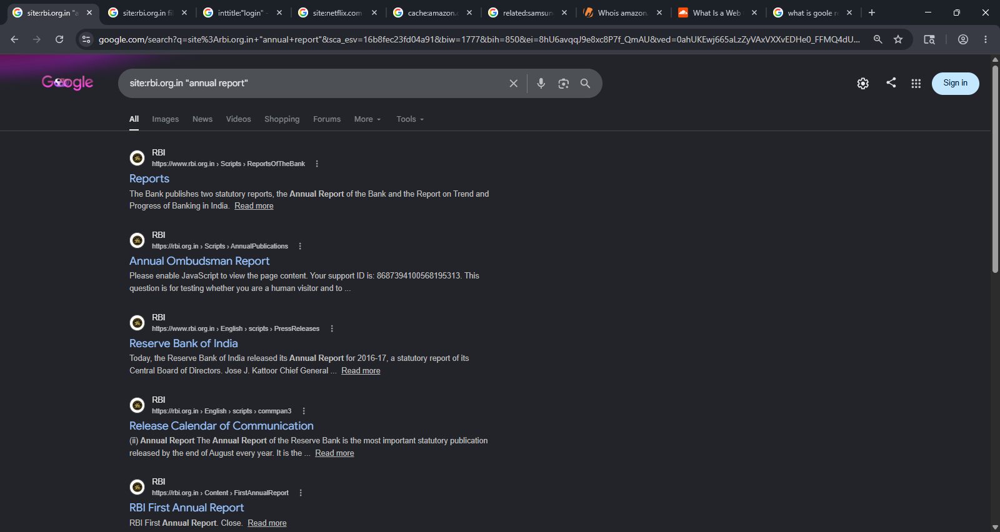 site:rbi.org.in "a
site:rbi.org.in fil
inttitle:"login" -
site:netflix.com
cache:amazon.c
related:samsun
Whois amazon.
What Is a Web
what is goole re
google.com/search?q=site%3Arbi.org.in+"annual+report"&sca_esv=16b8fec23fd04a91&biw=1777&bih=850&ei=8hU6avqqJ9e8xc8P7f_QmAU&ved=0ahUKEwj665aLzZyVAxVXXvEDHe0_FFMQ4dU...
Google
site:rbi.org.in "annual report"
Sign in
All Images News Videos Shopping Forums More Tools
RBI
https://www.rbi.org.in › Scripts › ReportsOfTheBank
Reports
The Bank publishes two statutory reports, the Annual Report of the Bank and the Report on Trend and
Progress of Banking in India. Read more
RBI
https://rbi.org.in › Scripts › AnnualPublications
Annual Ombudsman Report
Please enable JavaScript to view the page content. Your support ID is: 8687394100568195313. This
question is for testing whether you are a human visitor and to ...
RBI
https://www.rbi.org.in › English › scripts › PressReleases
Reserve Bank of India
Today, the Reserve Bank of India released its Annual Report for 2016-17, a statutory report of its
Central Board of Directors. Jose J. Kattoor Chief General ... Read more
RBI
https://rbi.org.in › English › scripts › commpan3
Release Calendar of Communication
(ii) Annual Report The Annual Report of the Reserve Bank is the most important statutory publication
released by the end of August every year. It is the ... Read more
RBI
https://rbi.org.in › Content › FirstAnnualReport
RBI First Annual Report
RBI First Annual Report. Close. Read more